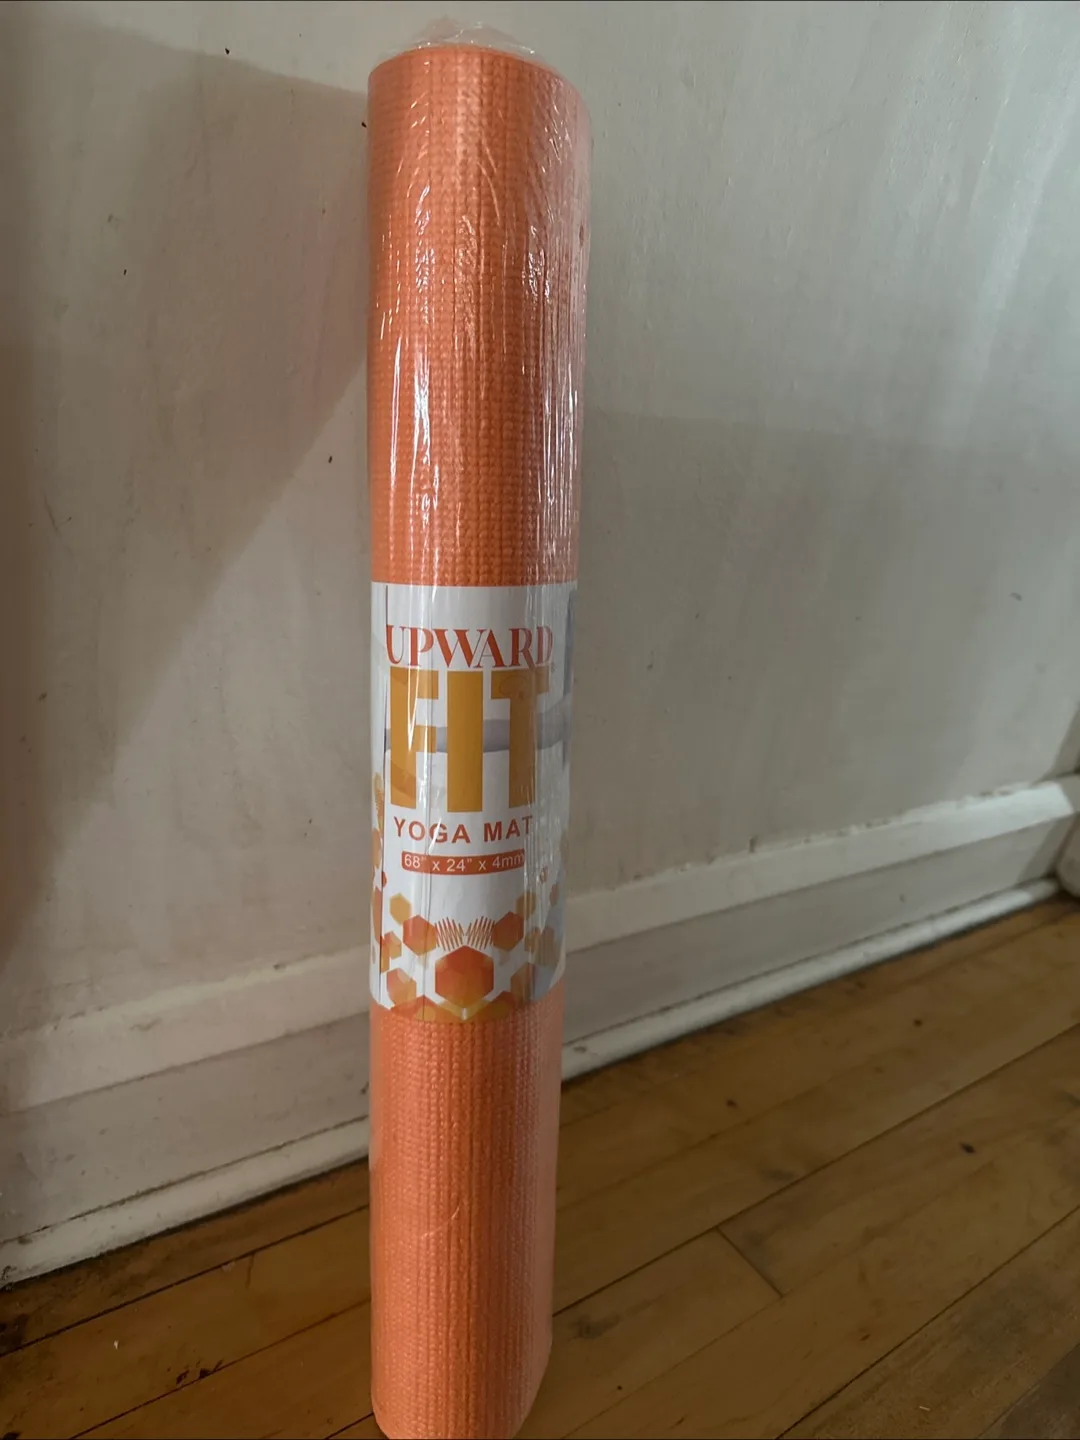 UPWARD
FIT
YOGA MAT
68" x 24" x 4mm